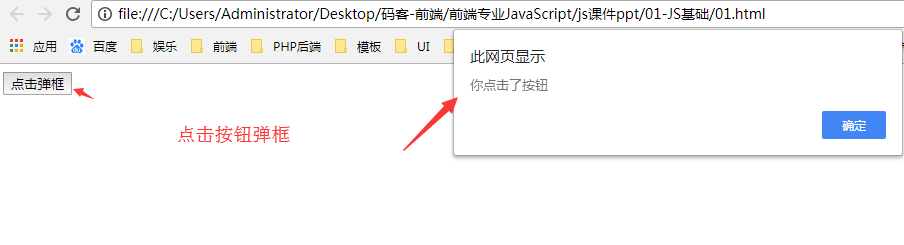 file:///C:/Users/Administrator/Desktop/码客-前端/前端专业JavaScript/js课件ppt/01-JS基础/01.html
应用 百度 娱乐 前端 PHP后端 模板 UI
此网页显示
你点击了按钮
确定
点击弹框
点击按钮弹框